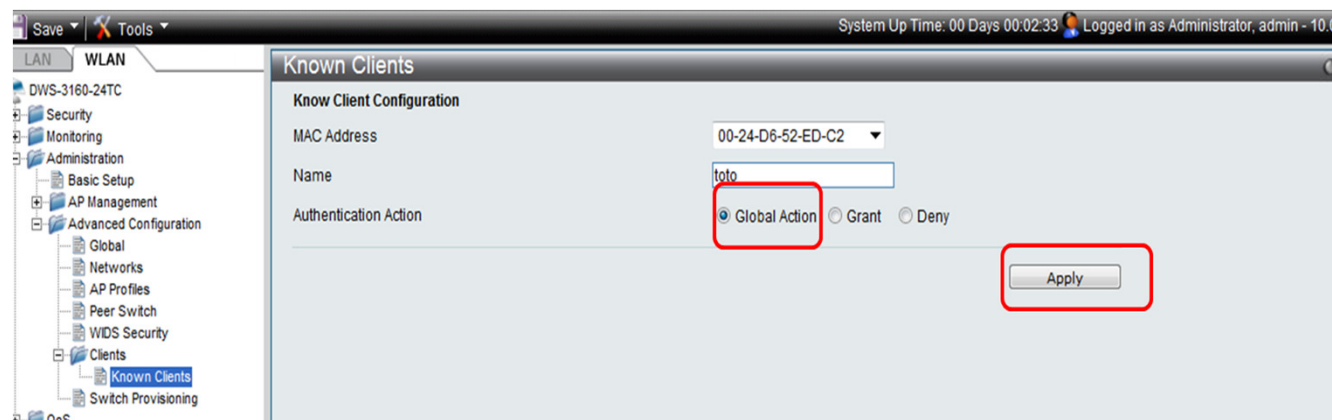 Save Tools System Up Time: 00 Days 00:02:33 Logged in as Administrator, admin - 10.
LAN WLAN
DWS-3160-24TC
Security
Monitoring
Administration
Basic Setup
AP Management
Advanced Configuration
Global
Networks
AP Profiles
Peer Switch
WIDS Security
Clients
Known Clients
Switch Provisioning
QoS
Known Clients
Know Client Configuration
MAC Address 00-24-D6-52-ED-C2
Name toto
Authentication Action Global Action Grant Deny
Apply